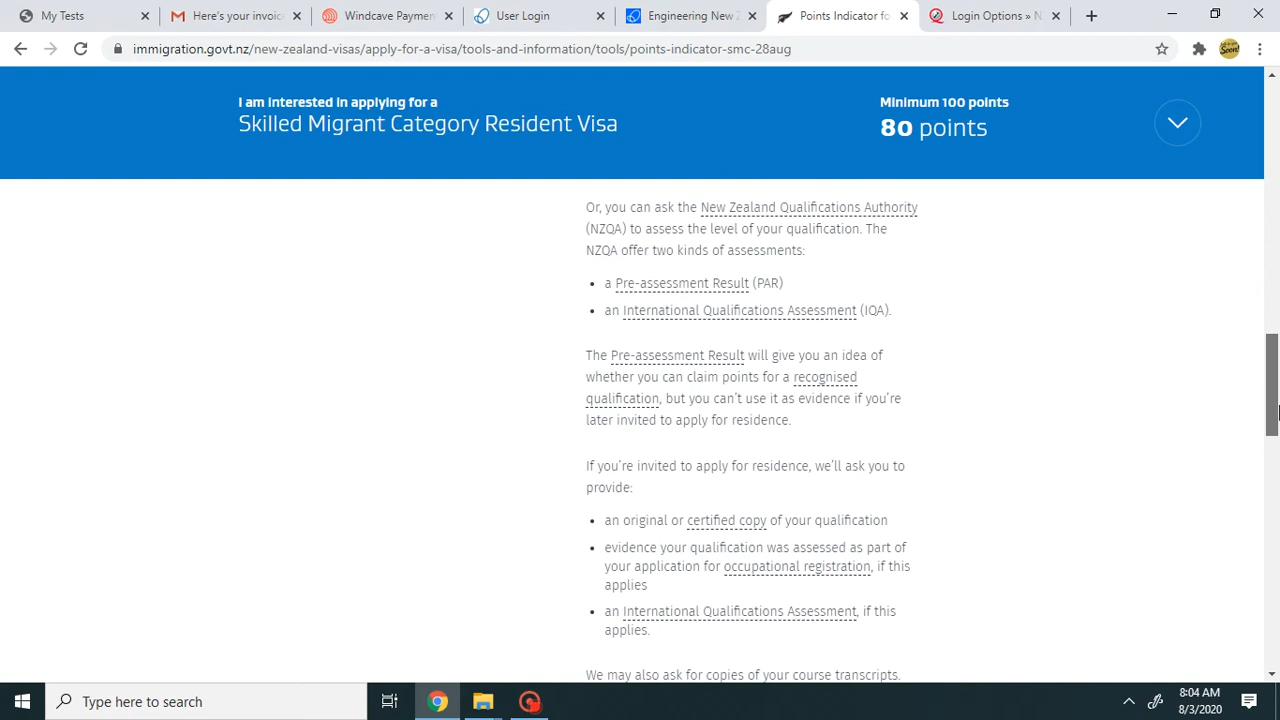 My Tests
Here's your invoic
Windcave Paymen
User Login
Engineering New Z
Points Indicator fo
Login Options » N
immigration.govt.nz/new-zealand-visas/apply-for-a-visa/tools-and-information/tools/points-indicator-smc-28aug
I am interested in applying for a
Skilled Migrant Category Resident Visa
Minimum 100 points
80 points
Or, you can ask the New Zealand Qualifications Authority
(NZQA) to assess the level of your qualification. The
NZQA offer two kinds of assessments:
• a Pre-assessment Result (PAR)
• an International Qualifications Assessment (IQA).
The Pre-assessment Result will give you an idea of
whether you can claim points for a recognised
qualification, but you can't use it as evidence if you're
later invited to apply for residence.
If you're invited to apply for residence, we'll ask you to
provide:
• an original or certified copy of your qualification
• evidence your qualification was assessed as part of
your application for occupational registration, if this
applies
• an International Qualifications Assessment, if this
applies.
We may also ask for copies of your course transcripts.
Type here to search
8:04 AM
8/3/2020